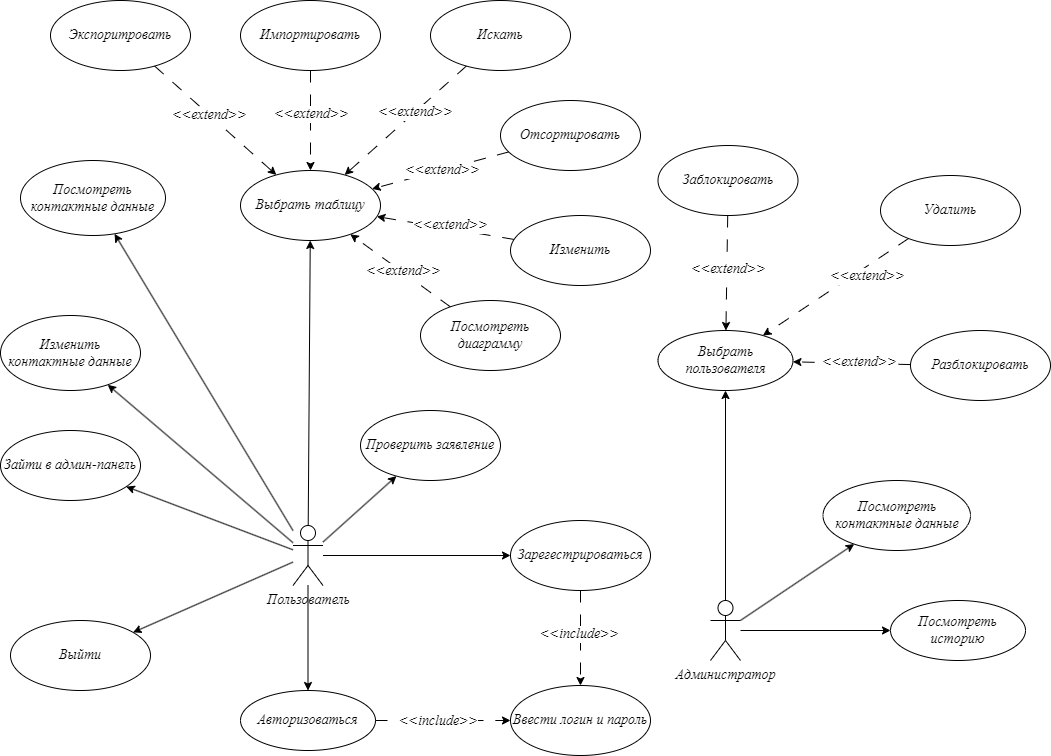 Экспоритровать
Импортировать
Искать
<<extend>>
<<extend>>
<<extend>>
Отсортировать
<<extend>>
Посмотреть
контактные данные
Выбрать таблицу
Заблокировать
Удалить
<<extend>>
Изменить
<<extend>>
<<extend>>
<<extend>>
Посмотреть
диаграмму
Изменить
контактные данные
Выбрать
пользователя
<<extend>>
Разблокировать
Проверить заявление
Зайти в админ-панель
Посмотреть
контактные данные
Зарегестрироваться
Пользователь
Посмотреть
историю
<<include>>
Выйти
Администратор
Авторизоваться
<<include>>
Ввести логин и пароль